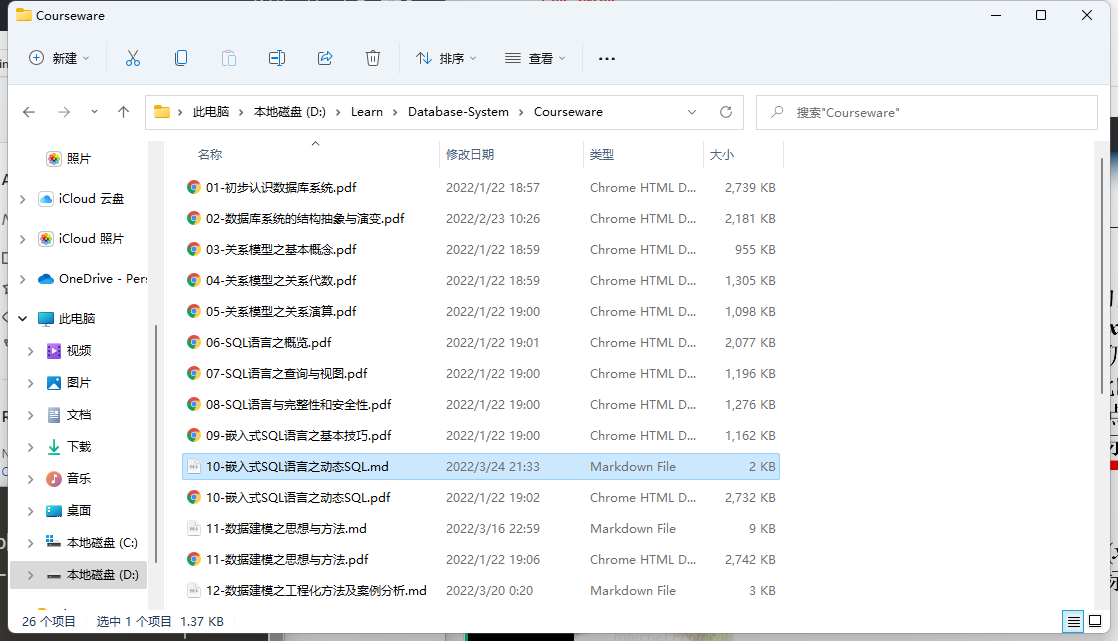 Courseware
新建
排序
查看
此电脑 > 本地磁盘 (D:) > Learn > Database-System > Courseware
搜索"Courseware"
照片
iCloud 云盘
iCloud 照片
OneDrive - Pers
此电脑
视频
图片
文档
下载
音乐
桌面
本地磁盘 (C:)
本地磁盘 (D:)
名称 修改日期 类型 大小
01-初步认识数据库系统.pdf 2022/1/22 18:57 Chrome HTML D... 2,739 KB
02-数据库系统的结构抽象与演变.pdf 2022/2/23 10:26 Chrome HTML D... 2,181 KB
03-关系模型之基本概念.pdf 2022/1/22 18:59 Chrome HTML D... 955 KB
04-关系模型之关系代数.pdf 2022/1/22 18:59 Chrome HTML D... 1,305 KB
05-关系模型之关系演算.pdf 2022/1/22 19:00 Chrome HTML D... 1,098 KB
06-SQL语言之概览.pdf 2022/1/22 19:01 Chrome HTML D... 2,077 KB
07-SQL语言之查询与视图.pdf 2022/1/22 19:00 Chrome HTML D... 1,196 KB
08-SQL语言与完整性和安全性.pdf 2022/1/22 19:00 Chrome HTML D... 1,276 KB
09-嵌入式SQL语言之基本技巧.pdf 2022/1/22 19:00 Chrome HTML D... 1,162 KB
10-嵌入式SQL语言之动态SQL.md 2022/3/24 21:33 Markdown File 2 KB
10-嵌入式SQL语言之动态SQL.pdf 2022/1/22 19:02 Chrome HTML D... 2,732 KB
11-数据建模之思想与方法.md 2022/3/16 22:59 Markdown File 9 KB
11-数据建模之思想与方法.pdf 2022/1/22 19:06 Chrome HTML D... 2,742 KB
12-数据建模之工程化方法及案例分析.md 2022/3/20 0:20 Markdown File 3 KB
26 个项目 选中 1 个项目 1.37 KB